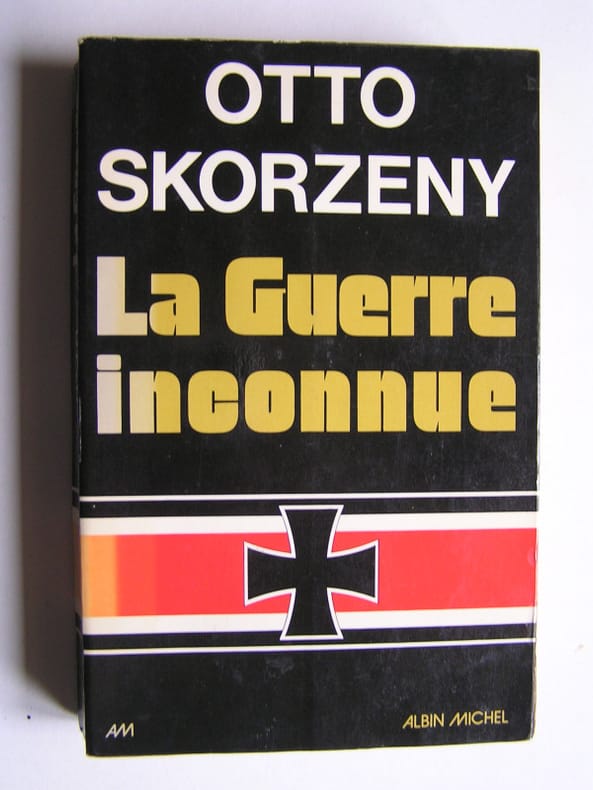 OTTO
SKORZENY
La Guerre
inconnue
AM
ALBIN MICHEL